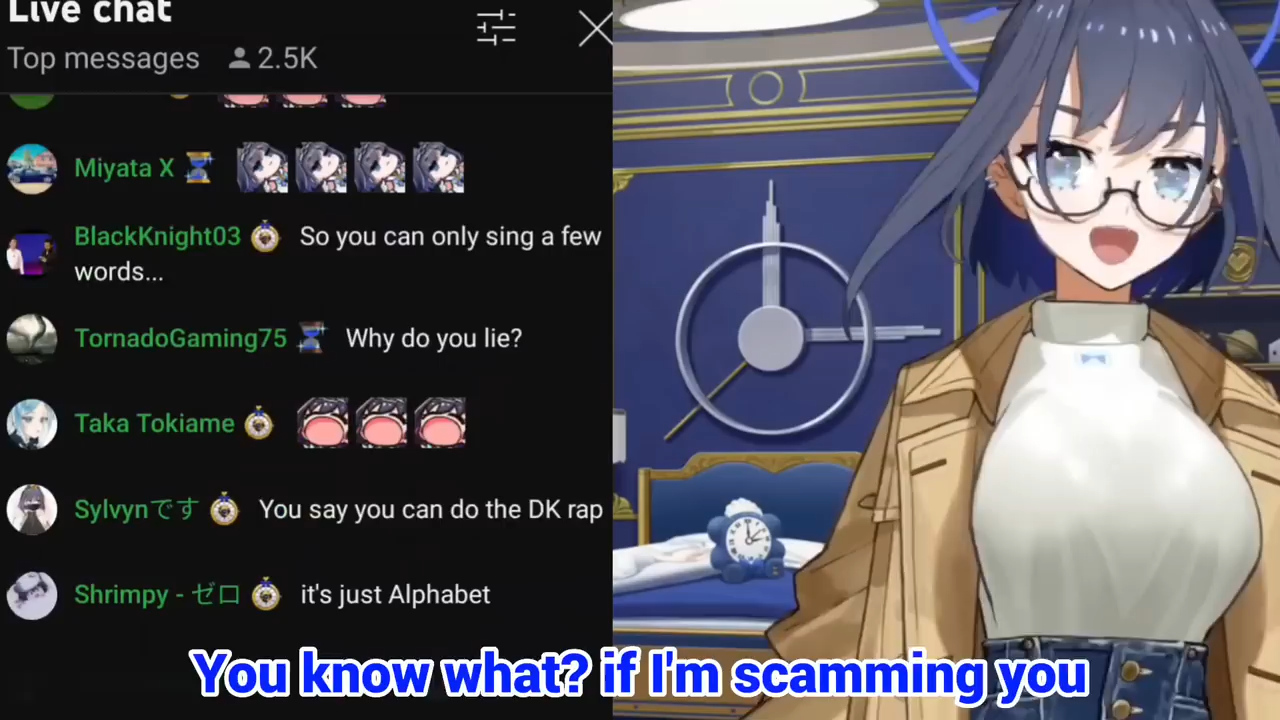 Live chat
Top messages 2.5K
Miyata X
BlackKnight03 So you can only sing a few
words...
TornadoGaming75 Why do you lie?
Taka Tokiame
Sylvynです You say you can do the DK rap
Shrimpy - ゼロ it's just Alphabet
You know what? if I'm scamming you